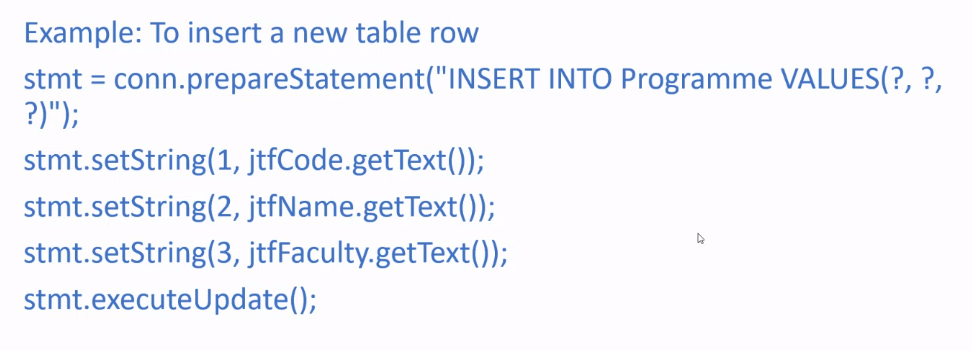 Example: To insert a new table row
stmt = conn.prepareStatement("INSERT INTO Programme VALUES(?, ?,
?)");
stmt.setString(1, jtfCode.getText());
stmt.setString(2, jtfName.getText());
stmt.setString(3, jtfFaculty.getText());
stmt.executeUpdate();